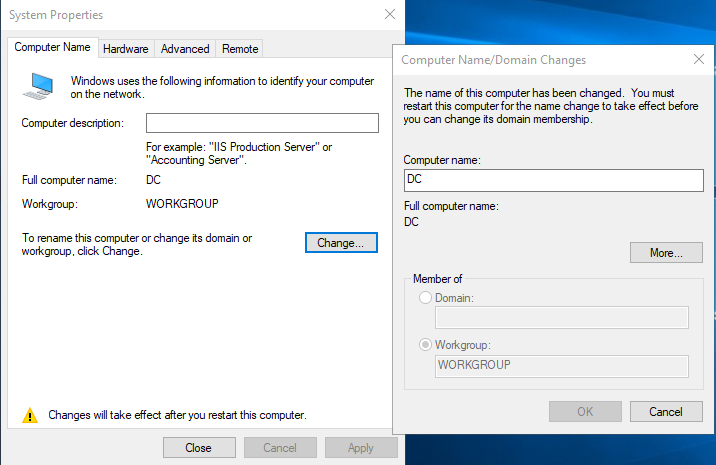 System Properties
Computer Name
Hardware
Advanced
Remote
Windows uses the following information to identify your computer
on the network.
Computer description:
For example: "IIS Production Server" or
"Accounting Server".
Full computer name:
DC
Workgroup:
WORKGROUP
To rename this computer or change its domain or
workgroup, click Change.
Change...
Changes will take effect after you restart this computer.
Close
Cancel
Apply
Computer Name/Domain Changes
The name of this computer has been changed. You must
restart this computer for the name change to take effect before
you can change its domain membership.
Computer name:
DC
Full computer name:
DC
More...
Member of
Domain:
Workgroup:
WORKGROUP
OK
Cancel